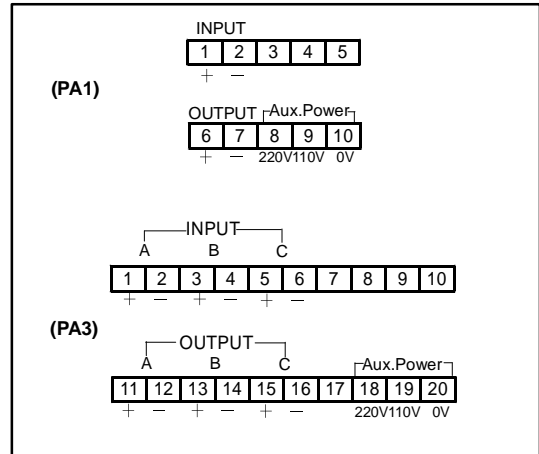 INPUT
1 2 3 4 5
+ −
(PA1)
OUTPUT Aux.Power
6 7 8 9 10
+ − 220V 110V 0V
INPUT
A B C
1 2 3 4 5 6 7 8 9 10
+ − + − + −
(PA3)
OUTPUT
A B C Aux.Power
11 12 13 14 15 16 17 18 19 20
+ − + − + − 220V 110V 0V